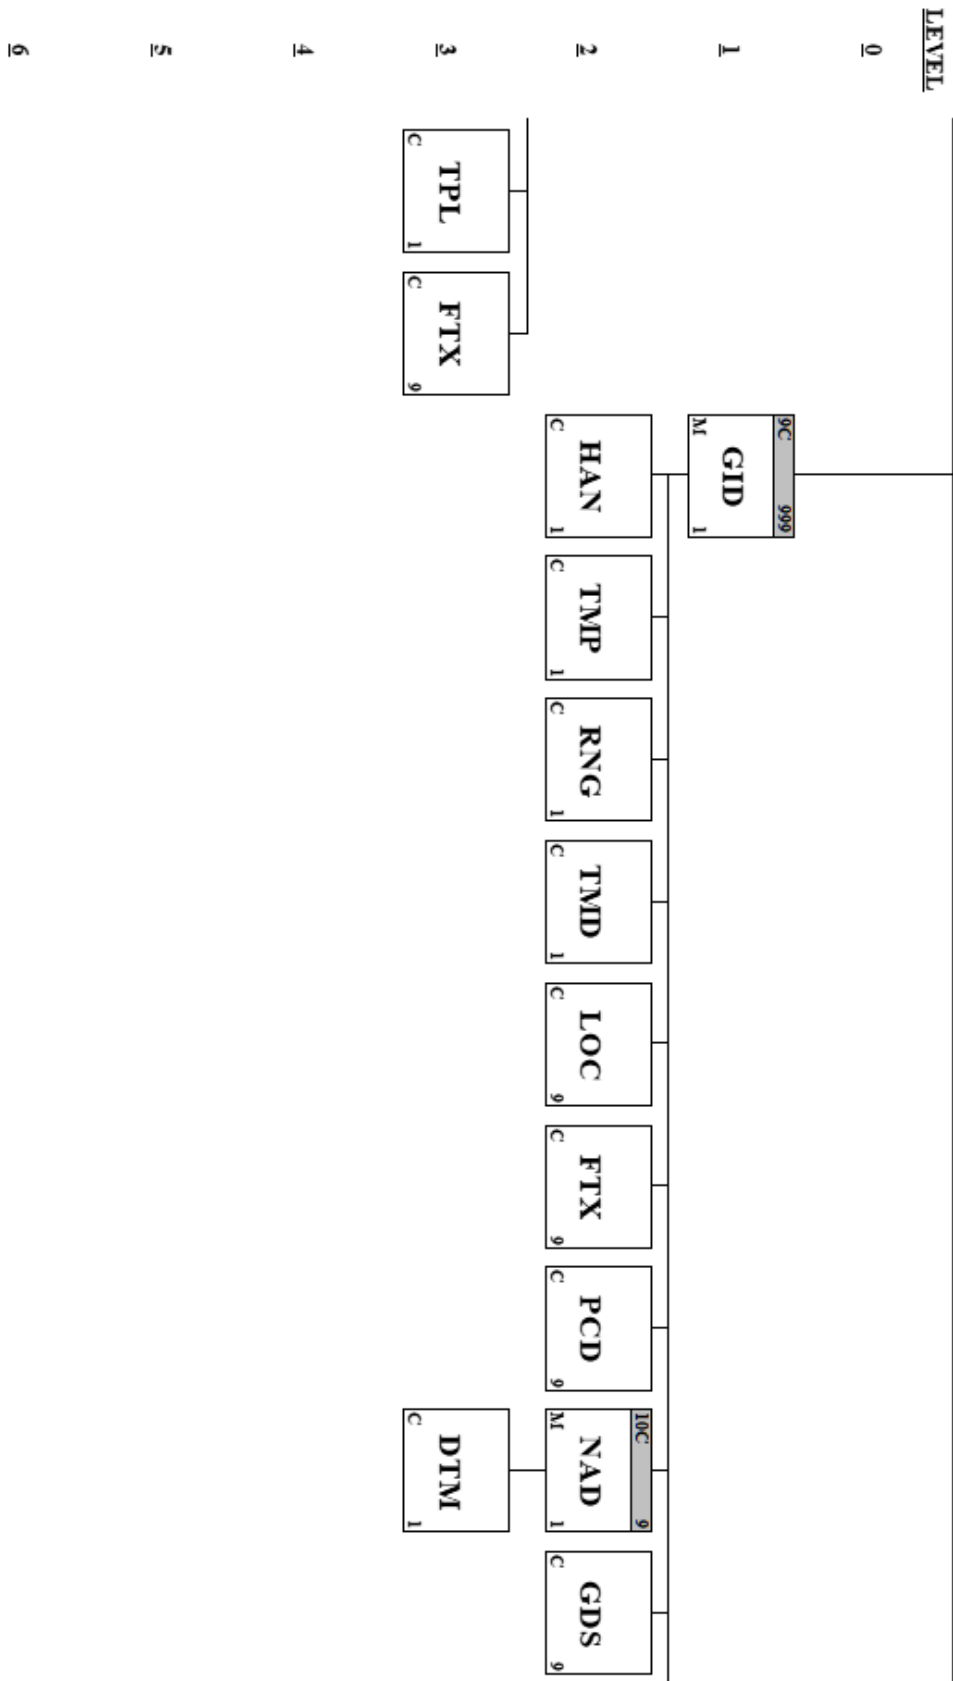 LEVEL
0
1
9C 999
GID
M 1
2
HAN
C 1
TMP
C 1
RNG
C 1
TMD
C 1
LOC
C 9
FTX
C 9
PCD
C 9
10C 9
NAD
M 1
GDS
C 9
3
TPL
C 1
FTX
C 9
DTM
C 1
4
5
6